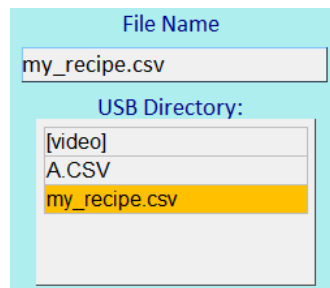 File Name
my_recipe.csv
USB Directory:
[video]
A.CSV
my_recipe.csv